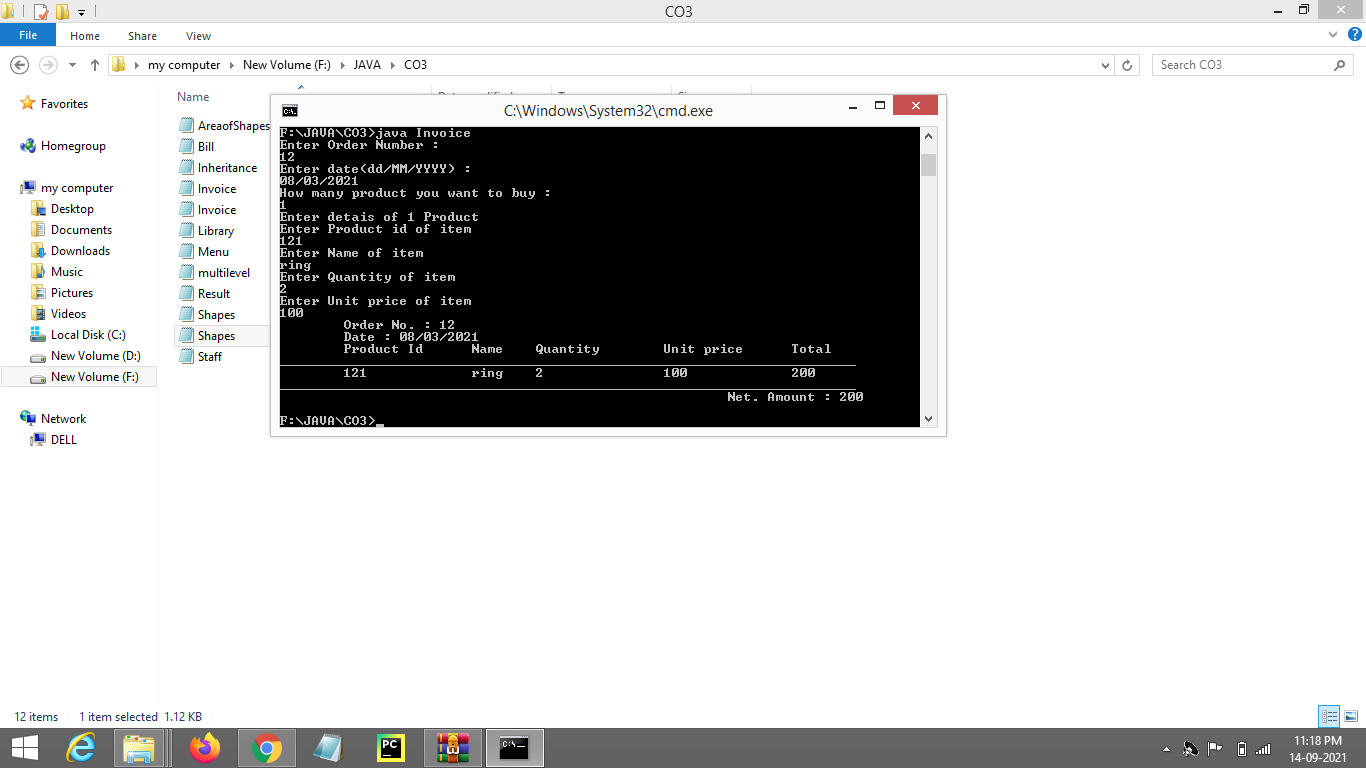 CO3
File Home Share View
my computer New Volume (F:) JAVA CO3
Search CO3
Favorites
Homegroup
my computer
Desktop
Documents
Downloads
Music
Pictures
Videos
Local Disk (C:)
New Volume (D:)
New Volume (F:)
Network
DELL
Name
AreaofShapes
Bill
Inheritance
Invoice
Invoice
Library
Menu
multilevel
Result
Shapes
Shapes
Staff
C:\Windows\System32\cmd.exe
F:\JAVA\CO3>java Invoice
Enter Order Number :
12
Enter date(dd/MM/YYYY) :
08/03/2021
How many product you want to buy :
1
Enter detais of 1 Product
Enter Product id of item
121
Enter Name of item
ring
Enter Quantity of item
2
Enter Unit price of item
100
Order No. : 12
Date : 08/03/2021
Product Id Name Quantity Unit price Total
121 ring 2 100 200
Net. Amount : 200
F:\JAVA\CO3>
12 items 1 item selected 1.12 KB
PC
11:18 PM
14-09-2021